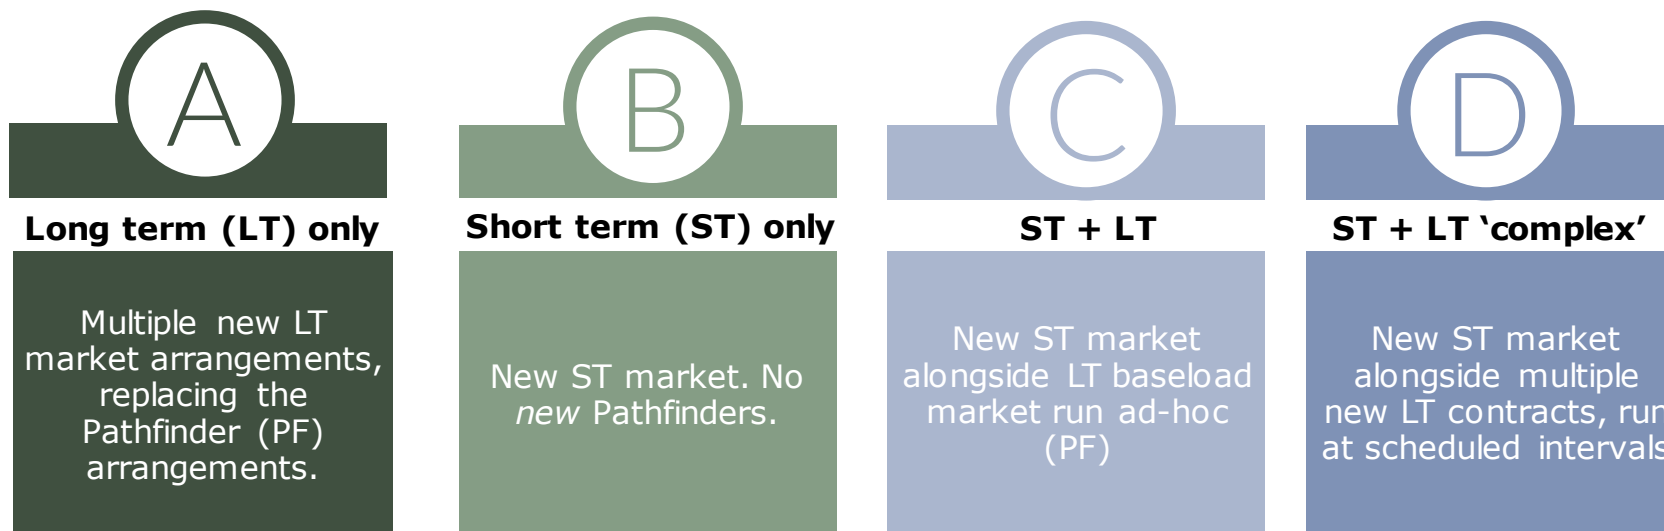 A
Long term (LT) only
Multiple new LT
market arrangements,
replacing the
Pathfinder (PF)
arrangements.
B
Short term (ST) only
New ST market. No
new Pathfinders.
C
ST + LT
New ST market
alongside LT baseload
market run ad-hoc
(PF)
D
ST + LT ‘complex’
New ST market
alongside multiple
new LT contracts, run
at scheduled intervals